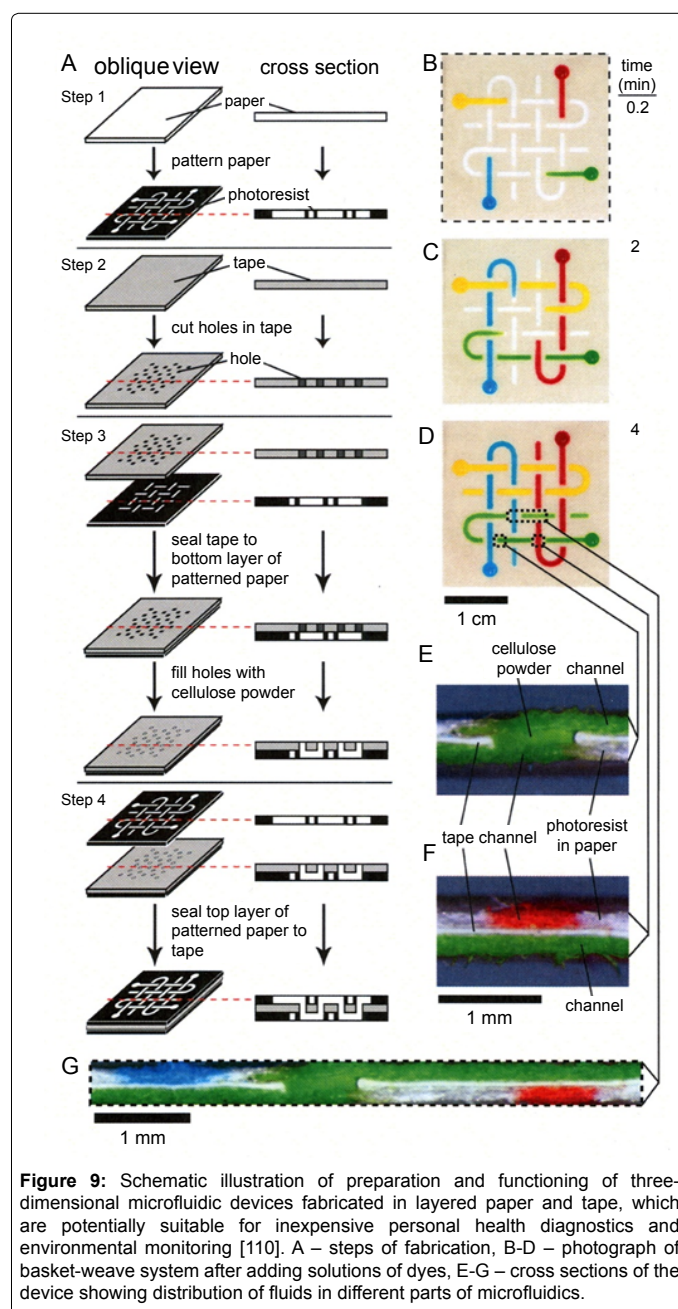 A
oblique view
cross section
Step 1
paper
pattern paper
photoresist
Step 2
tape
cut holes in tape
hole
Step 3
seal tape to
bottom layer of
patterned paper
fill holes with
cellulose powder
Step 4
seal top layer of
patterned paper to
tape
B
time
(min)
0.2
C
2
D
4
1 cm
E
cellulose
powder
channel
tape channel
photoresist
in paper
F
channel
1 mm
G
1 mm
Figure 9: Schematic illustration of preparation and functioning of three-
dimensional microfluidic devices fabricated in layered paper and tape, which
are potentially suitable for inexpensive personal health diagnostics and
environmental monitoring [110]. A – steps of fabrication, B-D – photograph of
basket-weave system after adding solutions of dyes, E-G – cross sections of the
device showing distribution of fluids in different parts of microfluidics.